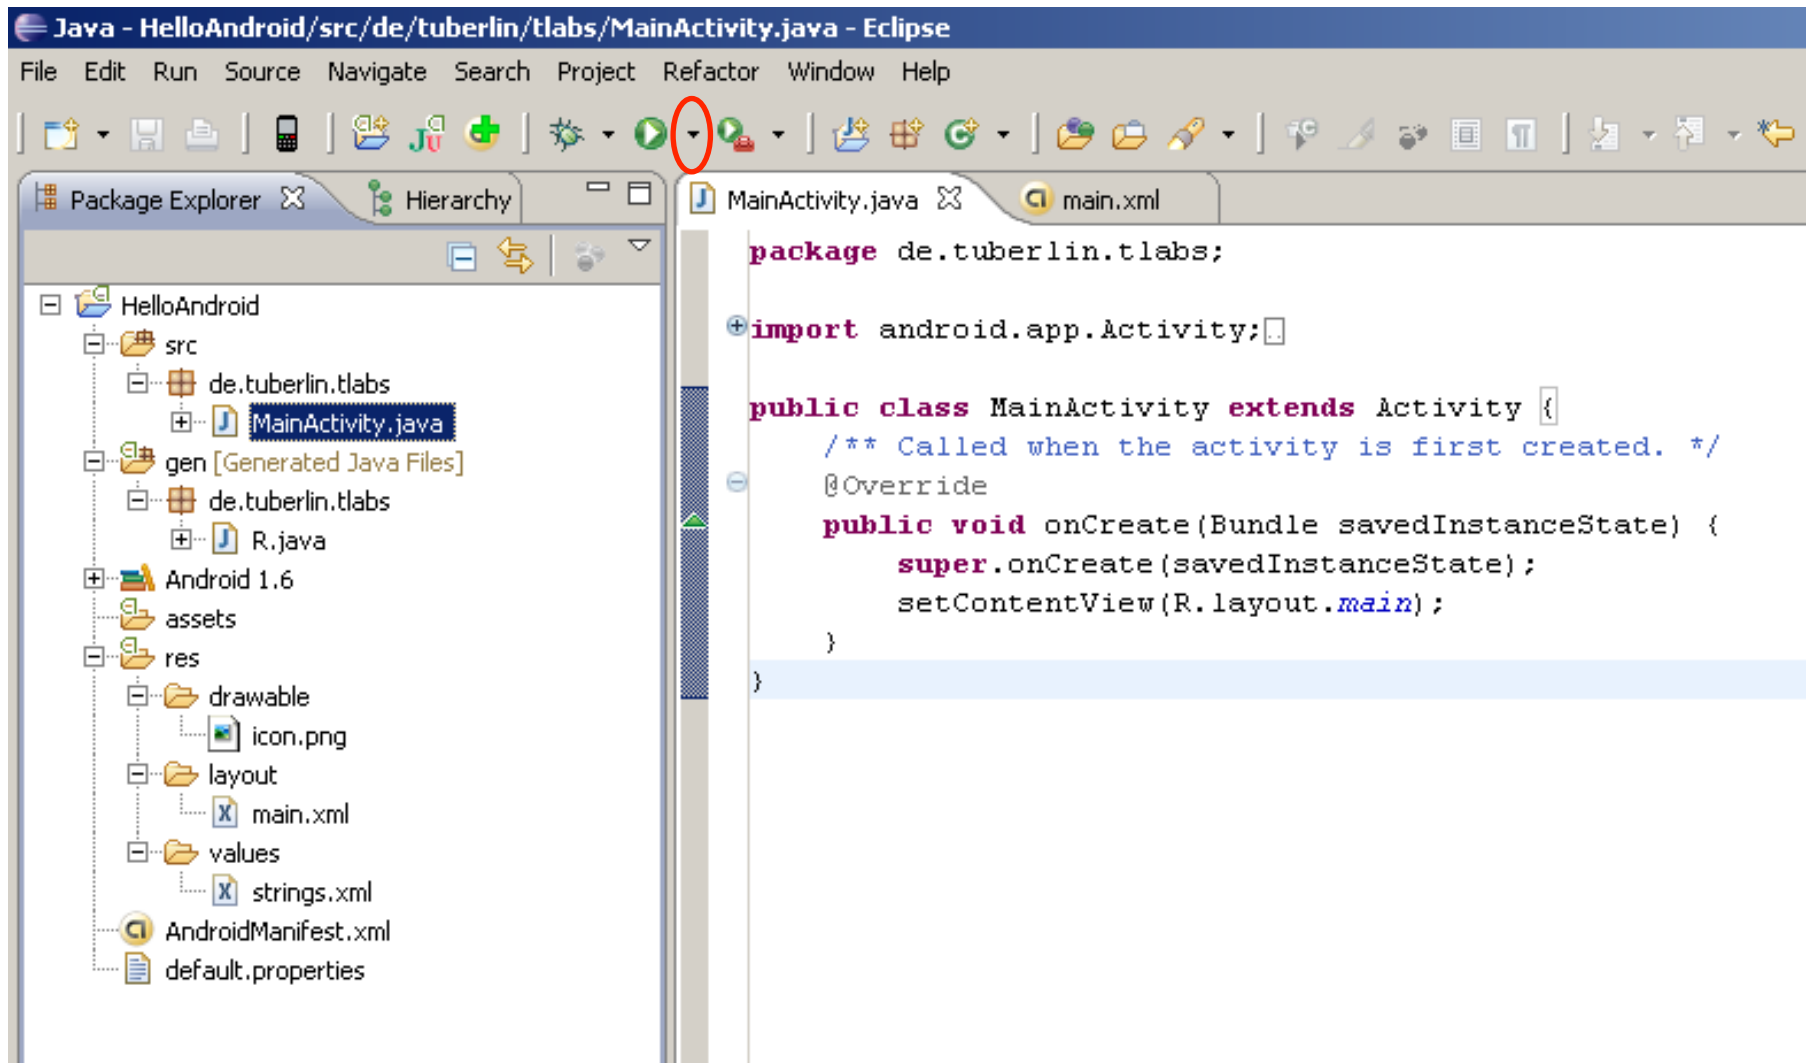 Java - HelloAndroid/src/de/tuberlin/tlabs/MainActivity.java - Eclipse
File Edit Run Source Navigate Search Project Refactor Window Help
Package Explorer Hierarchy
MainActivity.java main.xml
HelloAndroid
src
de.tuberlin.tlabs
MainActivity.java
gen [Generated Java Files]
de.tuberlin.tlabs
R.java
Android 1.6
assets
res
drawable
icon.png
layout
main.xml
values
strings.xml
AndroidManifest.xml
default.properties
package de.tuberlin.tlabs;
import android.app.Activity;
public class MainActivity extends Activity {
/** Called when the activity is first created. */
@Override
public void onCreate(Bundle savedInstanceState) {
super.onCreate(savedInstanceState);
setContentView(R.layout.main);
}
}